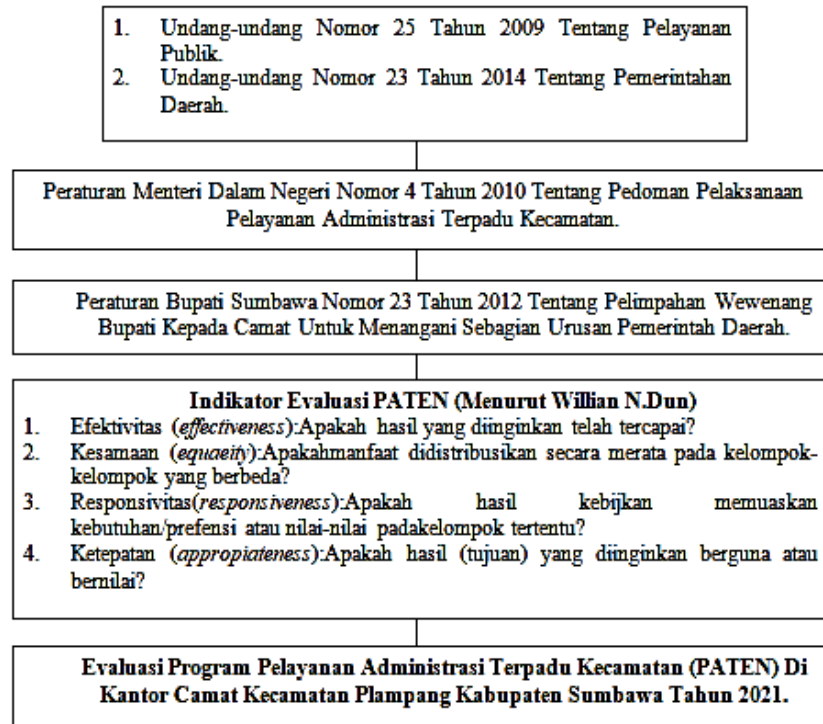 1. Undang-undang Nomor 25 Tahun 2009 Tentang Pelayanan
Publik.
2. Undang-undang Nomor 23 Tahun 2014 Tentang Pemerintahan
Daerah.
Peraturan Menteri Dalam Negeri Nomor 4 Tahun 2010 Tentang Pedoman Pelaksanaan
Pelayanan Administrasi Terpadu Kecamatan.
Peraturan Bupati Sumbawa Nomor 23 Tahun 2012 Tentang Pelimpahan Wewenang
Bupati Kepada Camat Untuk Menangani Sebagian Urusan Pemerintah Daerah.
Indikator Evaluasi PATEN (Menurut Willian N.Dun)
1. Efektivitas (effectiveness):Apakah hasil yang diinginkan telah tercapai?
2. Kesamaan (equaeity):Apakahmanfaat didistribusikan secara merata pada kelompok-
kelompok yang berbeda?
3. Responsivitas(responsiveness):Apakah hasil kebijkan memuaskan
kebutuhan/prefensi atau nilai-nilai padakelompok tertentu?
4. Ketepatan (appropiateness):Apakah hasil (tujuan) yang diinginkan berguna atau
bernilai?
Evaluasi Program Pelayanan Administrasi Terpadu Kecamatan (PATEN) Di
Kantor Camat Kecamatan Plampang Kabupaten Sumbawa Tahun 2021.